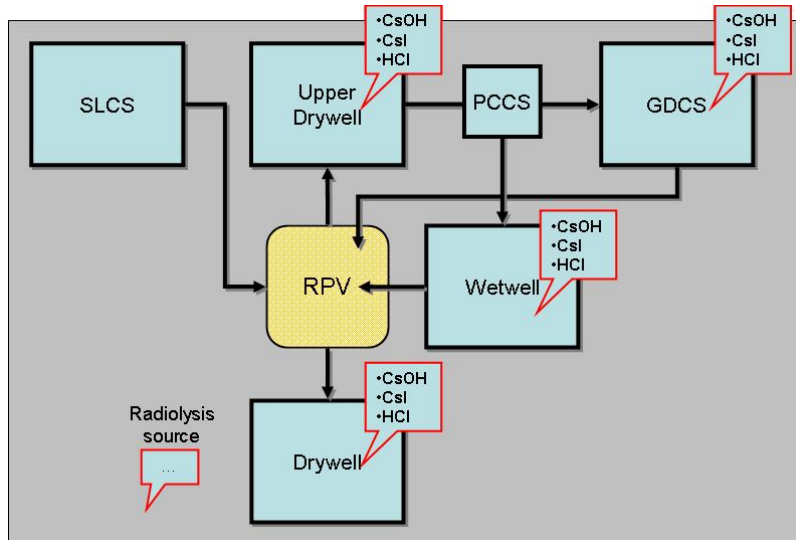 •CsOH
•CsI
•HCl
•CsOH
•CsI
•HCl
SLCS
Upper
Drywell
PCCS
GDCS
•CsOH
•CsI
•HCl
RPV
Wetwell
•CsOH
•CsI
•HCl
Radiolysis
source
...
Drywell